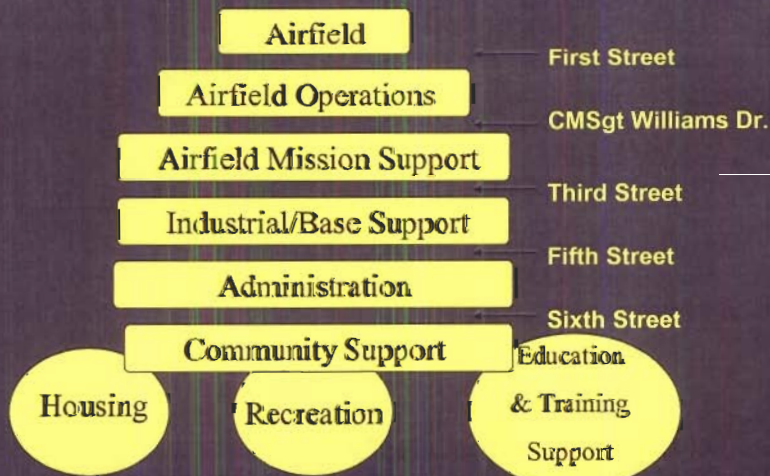 Airfield
First Street
Airfield Operations
CMSgt Williams Dr.
Airfield Mission Support
Third Street
Industrial/Base Support
Fifth Street
Administration
Sixth Street
Community Support
Housing
Recreation
Education
& Training
Support